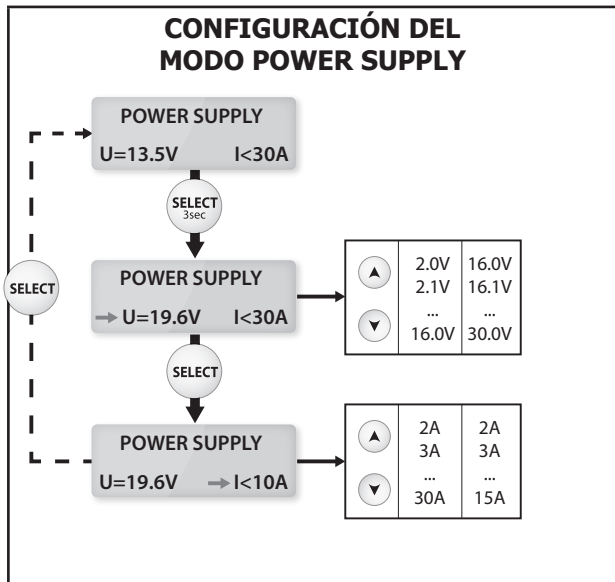 CONFIGURACIÓN DEL
MODO POWER SUPPLY
POWER SUPPLY
U=13.5V I<30A
SELECT
3sec
SELECT
POWER SUPPLY
U=19.6V I<30A
2.0V 16.0V
2.1V 16.1V
... ...
16.0V 30.0V
SELECT
POWER SUPPLY
U=19.6V I<10A
2A 2A
3A 3A
... ...
30A 15A